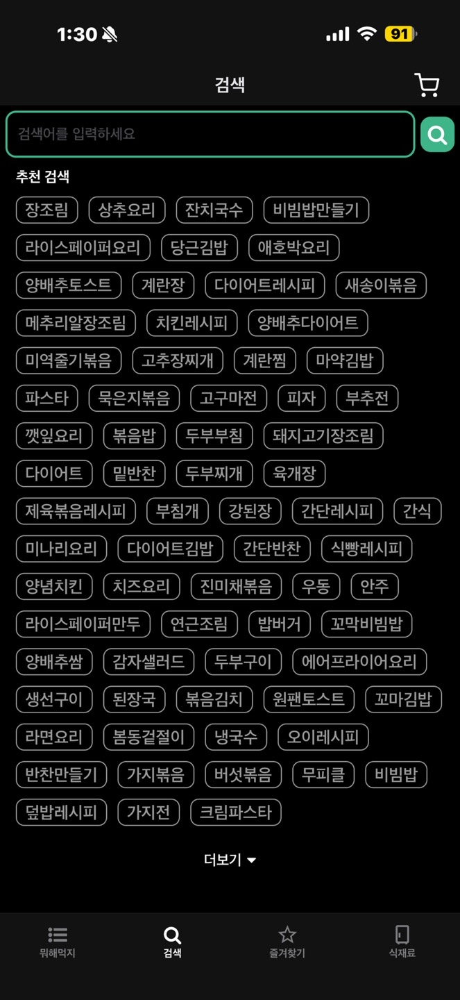 1:30 91
검색
검색어를 입력하세요
추천 검색
장조림 상추요리 잔치국수 비빔밥만들기
라이스페이퍼요리 당근김밥 애호박요리
양배추토스트 계란장 다이어트레시피 새송이볶음
메추리알장조림 치킨레시피 양배추다이어트
미역줄기볶음 고추장찌개 계란찜 마약김밥
파스타 묵은지볶음 고구마전 피자 부추전
깻잎요리 볶음밥 두부부침 돼지고기장조림
다이어트 밑반찬 두부찌개 육개장
제육볶음레시피 부침개 강된장 간단레시피 간식
미나리요리 다이어트김밥 간단반찬 식빵레시피
양념치킨 치즈요리 진미채볶음 우동 안주
라이스페이퍼만두 연근조림 밥버거 꼬막비빔밥
양배추쌈 감자샐러드 두부구이 에어프라이어요리
생선구이 된장국 볶음김치 원팬토스트 꼬마김밥
라면요리 봄동겉절이 냉국수 오이레시피
반찬만들기 가지볶음 버섯볶음 무피클 비빔밥
덮밥레시피 가지전 크림파스타
더보기
뭐해먹지 검색 즐겨찾기 식재료